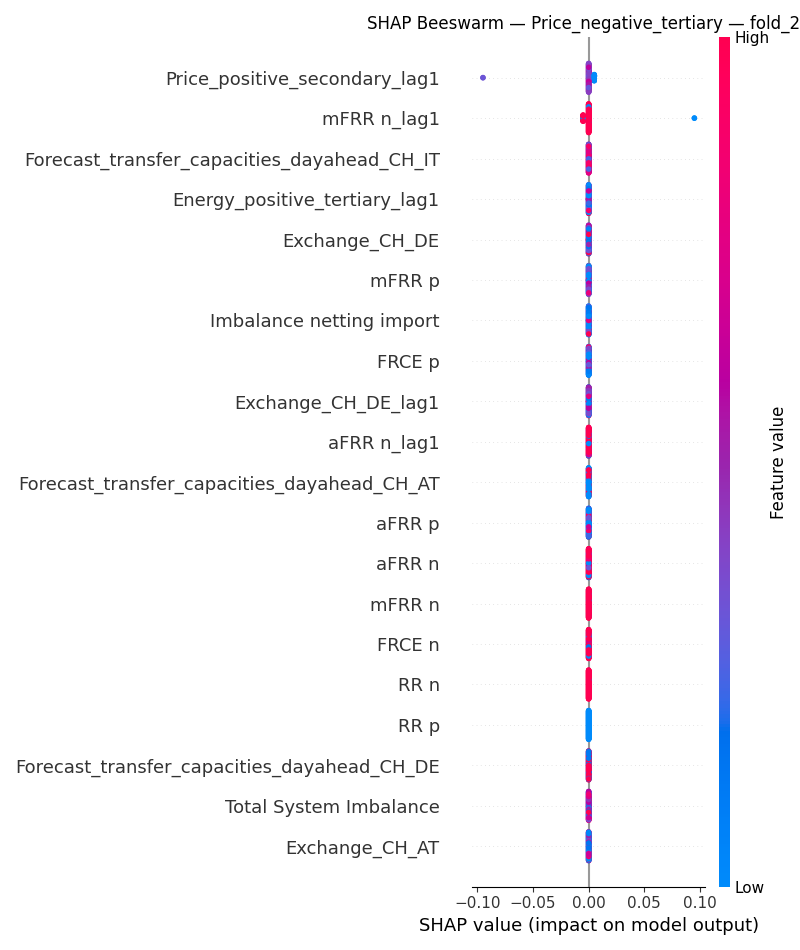 SHAP Beeswarm — Price_negative_tertiary — fold_2
High
Price_positive_secondary_lag1
mFRR n_lag1
Forecast_transfer_capacities_dayahead_CH_IT
Energy_positive_tertiary_lag1
Exchange_CH_DE
mFRR p
Imbalance netting import
FRCE p
Exchange_CH_DE_lag1
aFRR n_lag1
Forecast_transfer_capacities_dayahead_CH_AT
aFRR p
aFRR n
mFRR n
FRCE n
RR n
RR p
Forecast_transfer_capacities_dayahead_CH_DE
Total System Imbalance
Exchange_CH_AT
Feature value
Low
−0.10 −0.05 0.00 0.05 0.10
SHAP value (impact on model output)